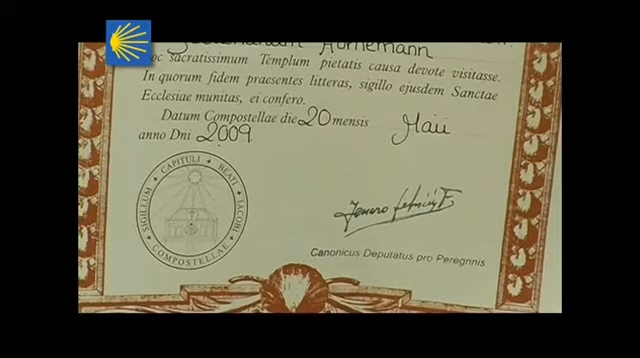 Hornemann
hoc sacratissimum Templum pietatis causa devote visitasse.
In quorum fidem praesentes litteras, sigillo ejusdem Sanctae
Ecclesiae munitas, ei confero.
Datum Compostellae die 20 mensis Maii
anno Dni 2009.
SIGILLUM CAPITULI BEATI IACOBI COMPOSTELLAE
Canonicus Deputatus pro Peregrinis